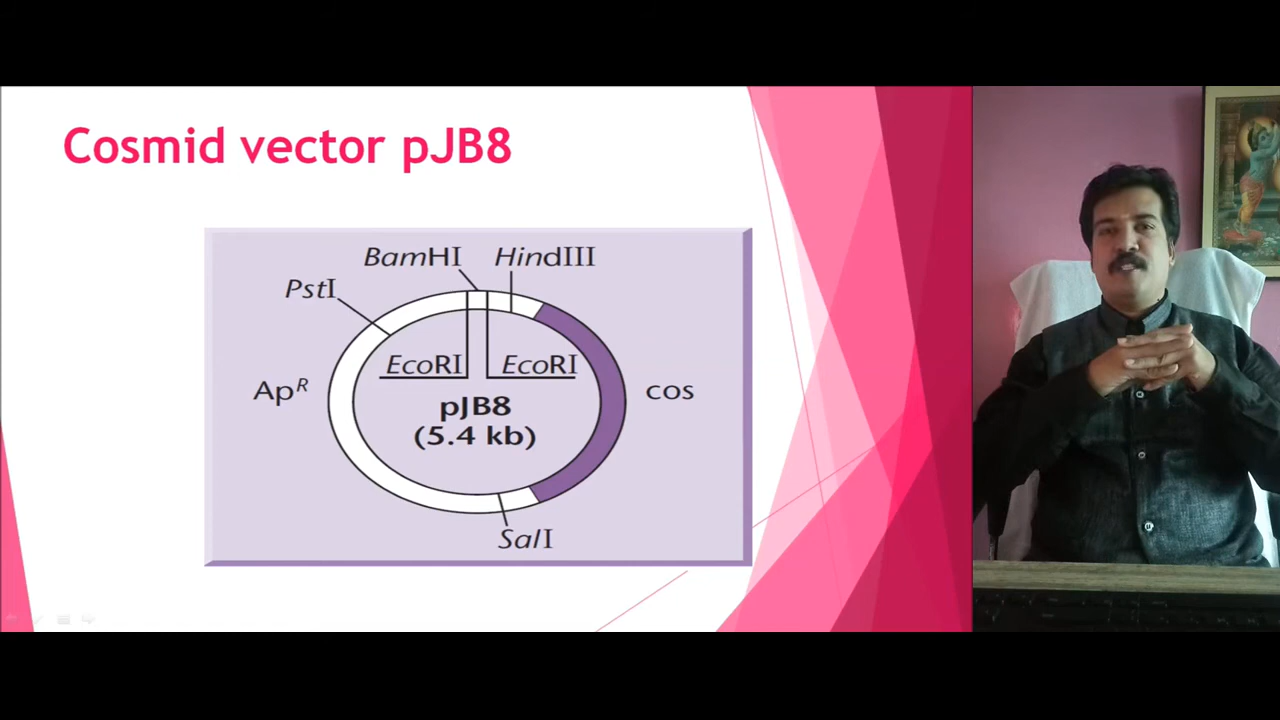 Cosmid vector pJB8
BamHI HindIII
PstI
EcoRI EcoRI
Ap^R
pJB8
(5.4 kb)
cos
SalI